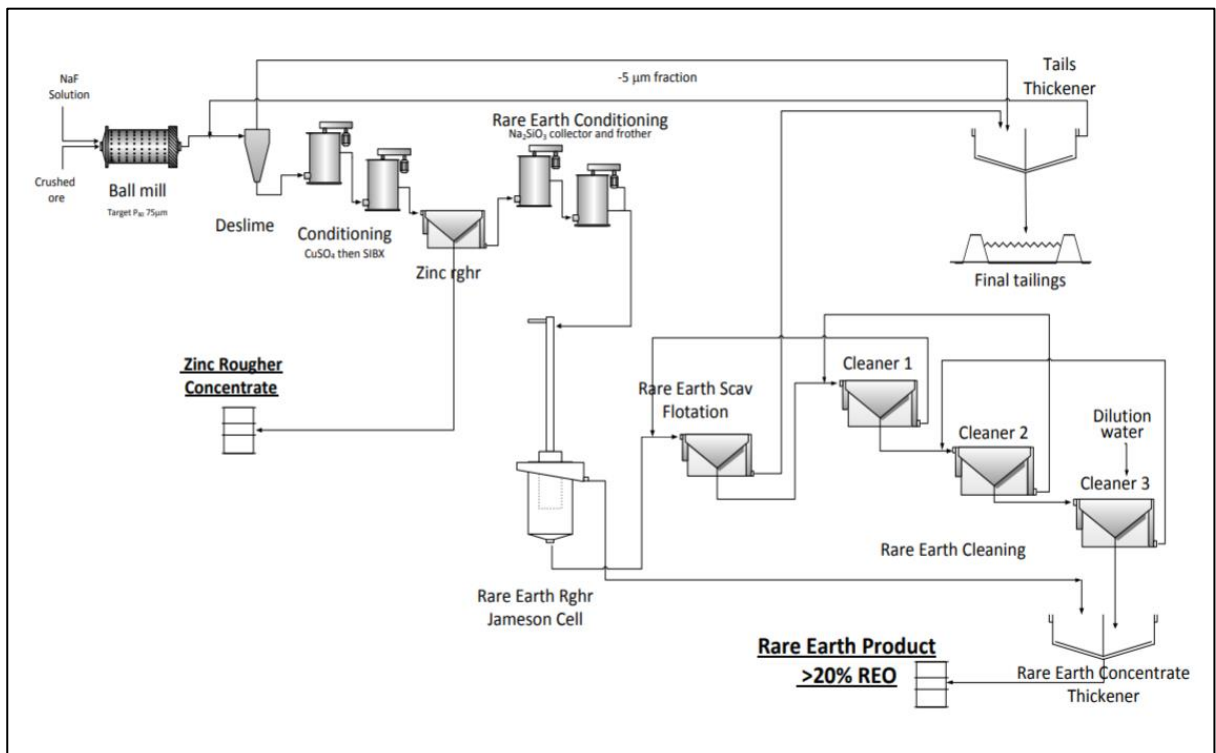 NaF
Solution
Crushed
ore
Ball mill
Target P₈₀ 75µm
Deslime
-5 µm fraction
Conditioning
CuSO₄ then SIBX
Zinc rghr
Rare Earth Conditioning
Na₂SiO₃ collector and frother
Tails
Thickener
Final tailings
Zinc Rougher
Concentrate
Rare Earth Rghr
Jameson Cell
Rare Earth Scav
Flotation
Cleaner 1
Cleaner 2
Dilution
water
Cleaner 3
Rare Earth Cleaning
Rare Earth Product
>20% REO
Rare Earth Concentrate
Thickener